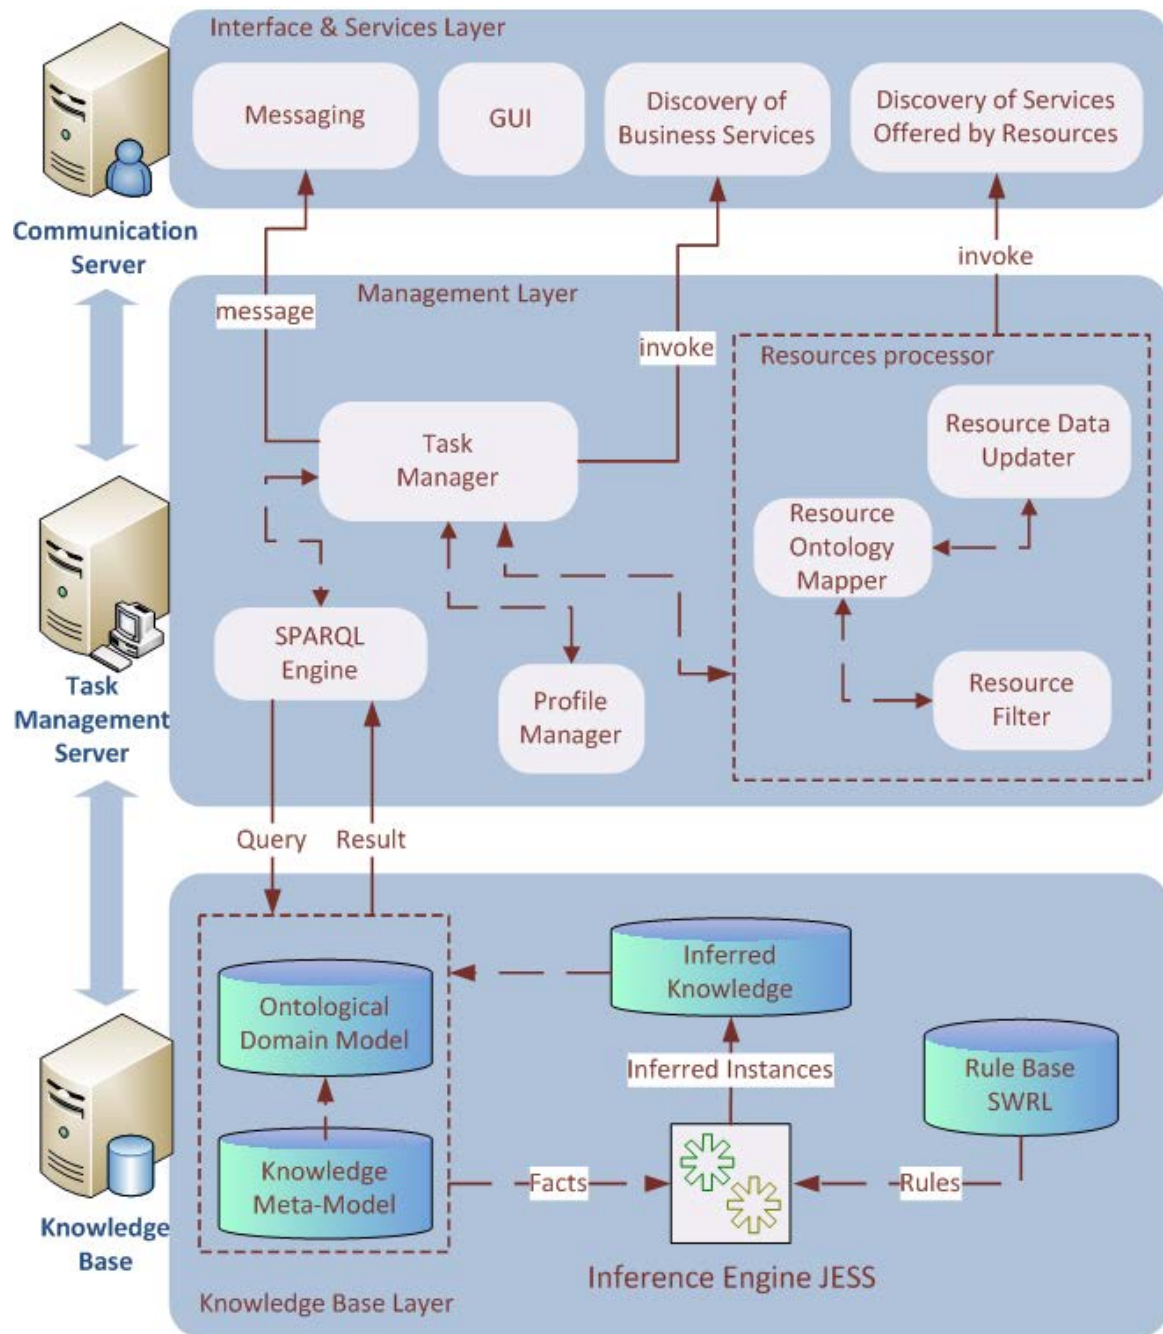 Interface & Services Layer
Messaging
GUI
Discovery of
Business Services
Discovery of Services
Offered by Resources
Communication
Server
message
Management Layer
invoke
invoke
Resources processor
Task
Manager
Resource Data
Updater
Resource
Ontology
Mapper
SPARQL
Engine
Profile
Manager
Resource
Filter
Task
Management
Server
Query
Result
Ontological
Domain Model
Inferred
Knowledge
Inferred Instances
Rule Base
SWRL
Knowledge
Meta-Model
Facts
Rules
Inference Engine JESS
Knowledge
Base
Knowledge Base Layer